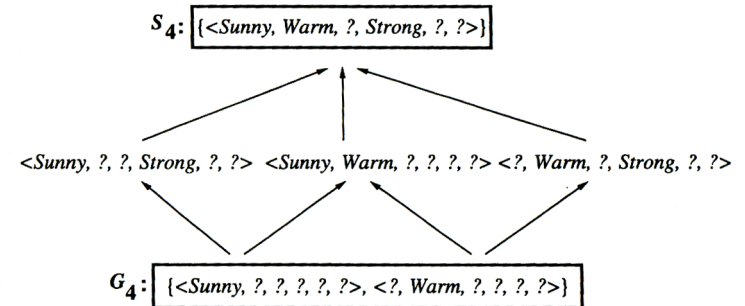 S4: {<Sunny, Warm, ?, Strong, ?, ?>}
<Sunny, ?, ?, Strong, ?, ?> <Sunny, Warm, ?, ?, ?, ?> <?, Warm, ?, Strong, ?, ?>
G4: {<Sunny, ?, ?, ?, ?, ?>, <?, Warm, ?, ?, ?, ?>}